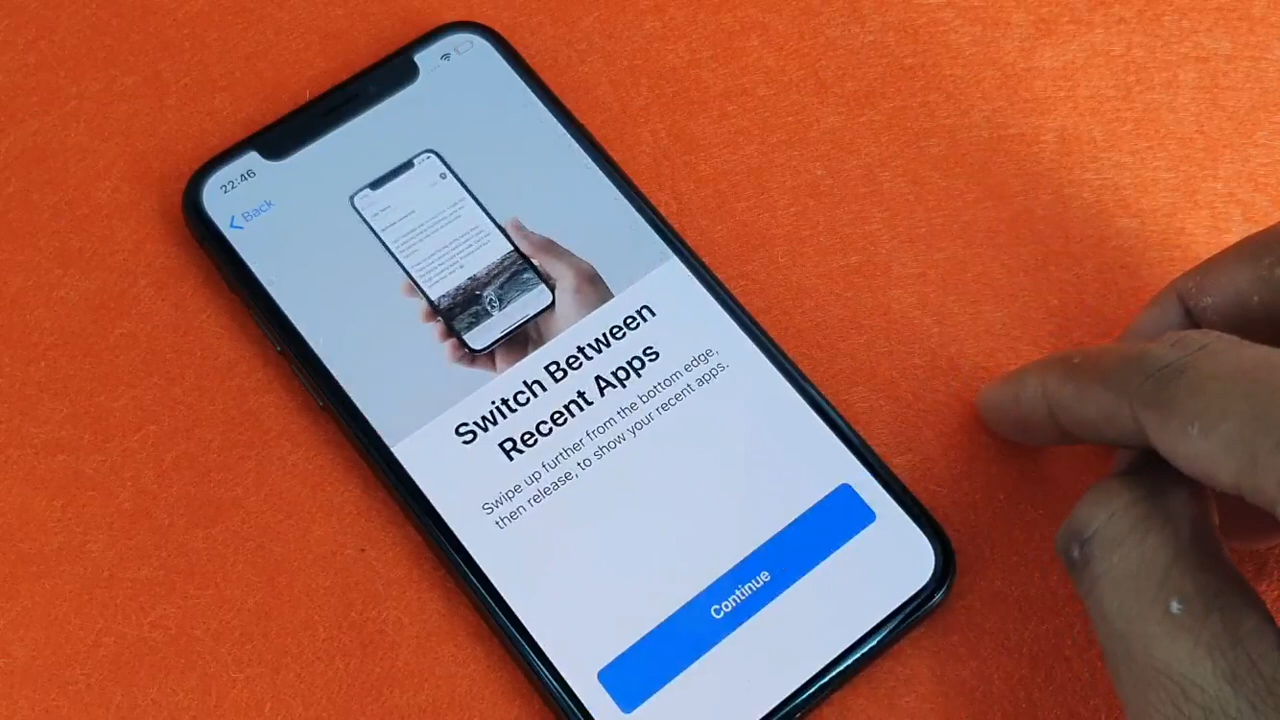 22:46
Back
Switch Between
Recent Apps
Swipe up further from the bottom edge,
then release, to show your recent apps.
Continue